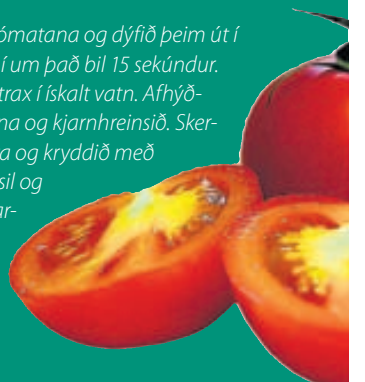 ómatana og dýfið þeim út í
í um það bil 15 sekúndur.
trax í ískalt vatn. Afhýð-
na og kjarnhreinsið. Sker-
a og kryddið með
sil og
ar-